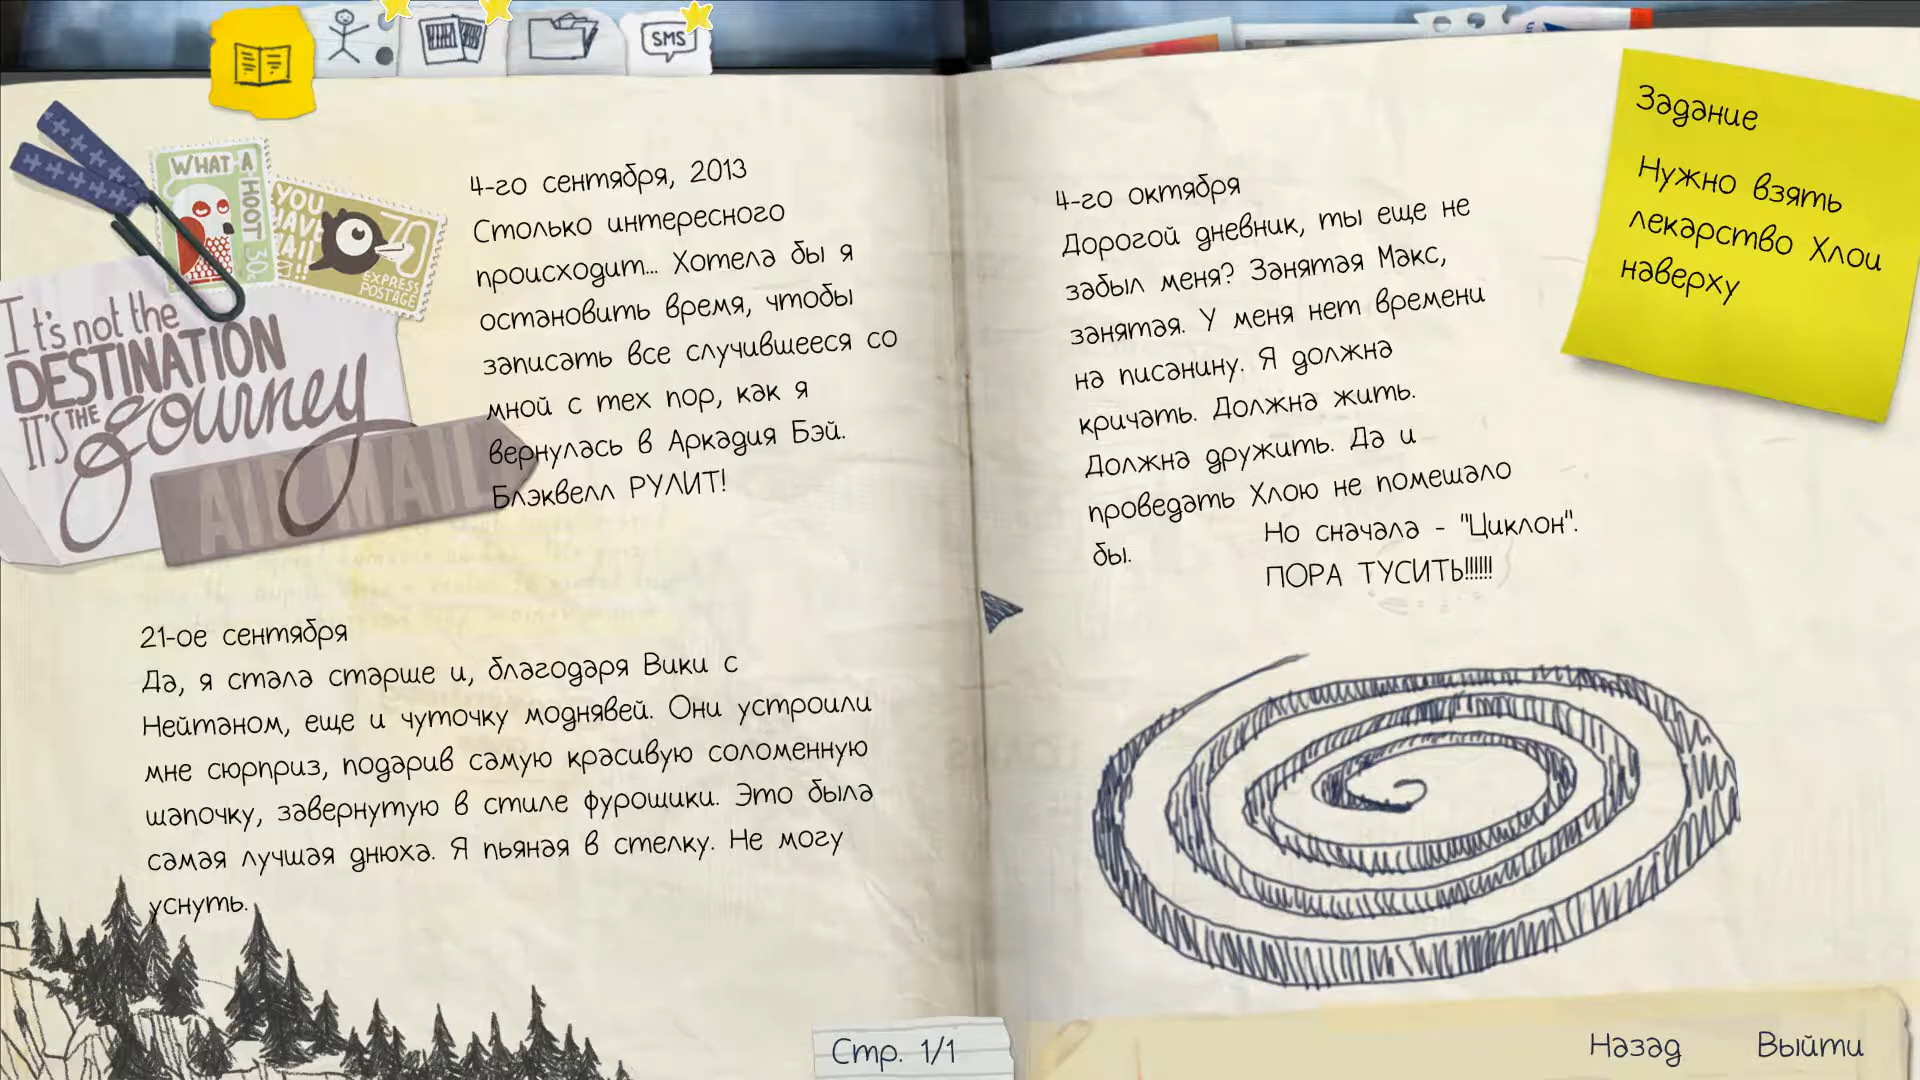 SMS
WHAT A
HOOT
30¢
YOU
HAVE
MAIL!!
70
EXPRESS
POSTAGE
It's not the
DESTINATION
IT'S THE
journey
AIR MAIL
4-го сентября, 2013
Столько интересного
происходит... Хотела бы я
остановить время, чтобы
записать все случившееся со
мной с тех пор, как я
вернулась в Аркадия Бэй.
Блэквелл РУЛИТ!
21-ое сентября
Да, я стала старше и, благодаря Вики с
Нейтаном, еще и чуточку моднявей. Они устроили
мне сюрприз, подарив самую красивую соломенную
шапочку, завернутую в стиле фурошики. Это была
самая лучшая днюха. Я пьяная в стелку. Не могу
уснуть.
4-го октября
Дорогой дневник, ты еще не
забыл меня? Занятая Макс,
занятая. У меня нет времени
на писанину. Я должна
кричать. Должна жить.
Должна дружить. Да и
проведать Хлою не помешало
бы.
Но сначала - "Циклон".
ПОРА ТУСИТЬ!!!!!!
Задание
Нужно взять
лекарство Хлои
наверху
Стр. 1/1
Назад
Выйти